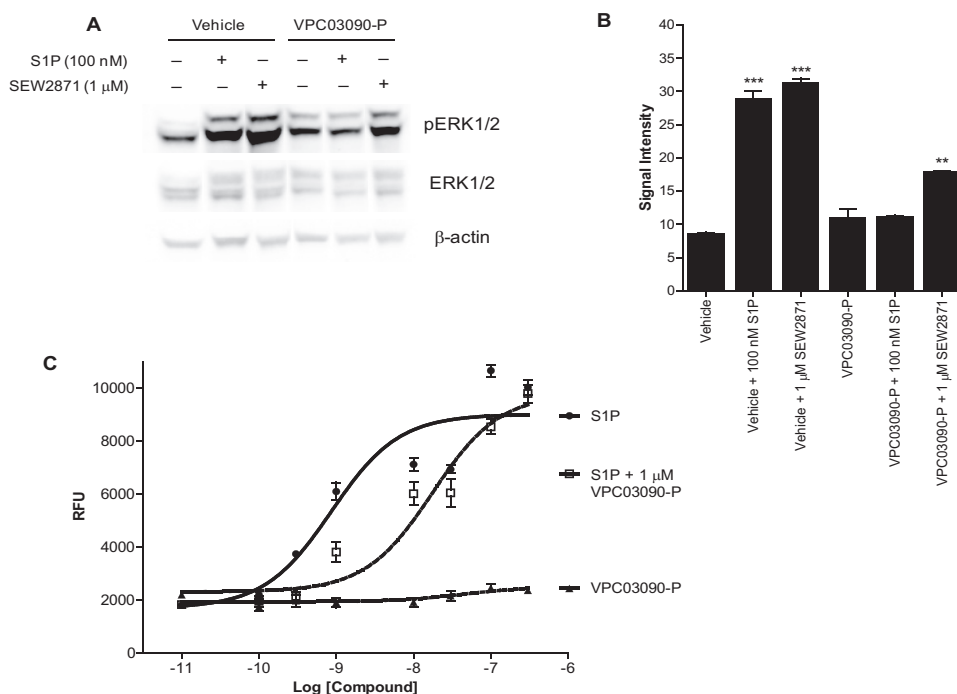 A
Vehicle
VPC03090-P
S1P (100 nM)
– + – – + –
SEW2871 (1 μM)
– – + – – +
pERK1/2
ERK1/2
β-actin
B
Signal Intensity
40
35
30
25
20
15
10
5
0
***
***
**
Vehicle
Vehicle + 100 nM S1P
Vehicle + 1 μM SEW2871
VPC03090-P
VPC03090-P + 100 nM S1P
VPC03090-P + 1 μM SEW2871
C
RFU
10000
8000
6000
4000
2000
0
-11 -10 -9 -8 -7 -6
Log [Compound]
S1P
S1P + 1 μM
VPC03090-P
VPC03090-P